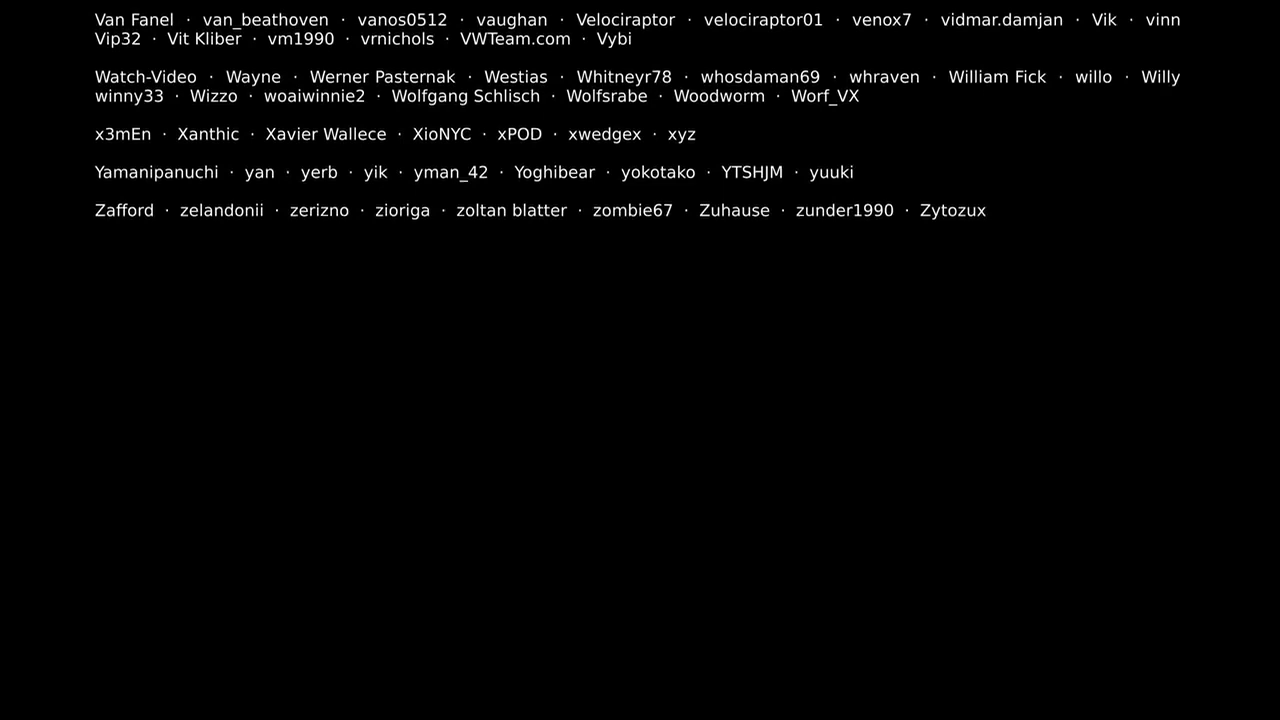 Van Fanel · van_beathoven · vanos0512 · vaughan · Velociraptor · velociraptor01 · venox7 · vidmar.damjan · Vik · vinn
Vip32 · Vit Kliber · vm1990 · vrnichols · VWTeam.com · Vybi
Watch-Video · Wayne · Werner Pasternak · Westias · Whitneyr78 · whosdaman69 · whraven · William Fick · willo · Willy
winny33 · Wizzo · woaiwinnie2 · Wolfgang Schlisch · Wolfsrabe · Woodworm · Worf_VX
x3mEn · Xanthic · Xavier Wallece · XioNYC · xPOD · xwedgex · xyz
Yamanipanuchi · yan · yerb · yik · yman_42 · Yoghibear · yokotako · YTSHJM · yuuki
Zafford · zelandonii · zerizno · zioriga · zoltan blatter · zombie67 · Zuhause · zunder1990 · Zytozux